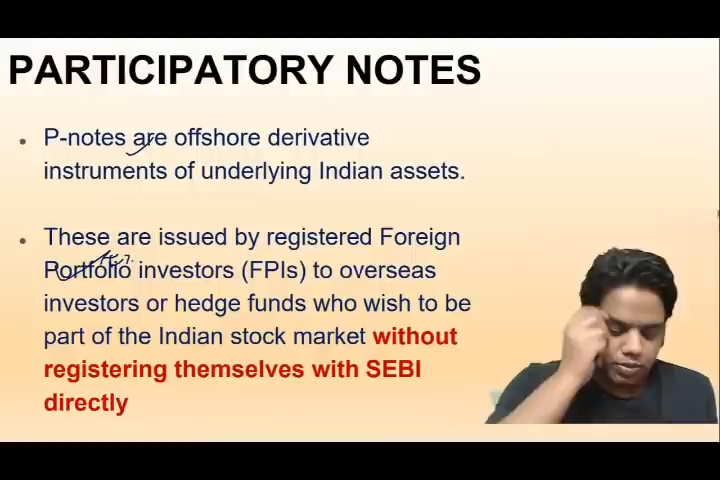 PARTICIPATORY NOTES
• P-notes are offshore derivative
instruments of underlying Indian assets.
• These are issued by registered Foreign
Portfolio investors (FPIs) to overseas
investors or hedge funds who wish to be
part of the Indian stock market without
registering themselves with SEBI
directly